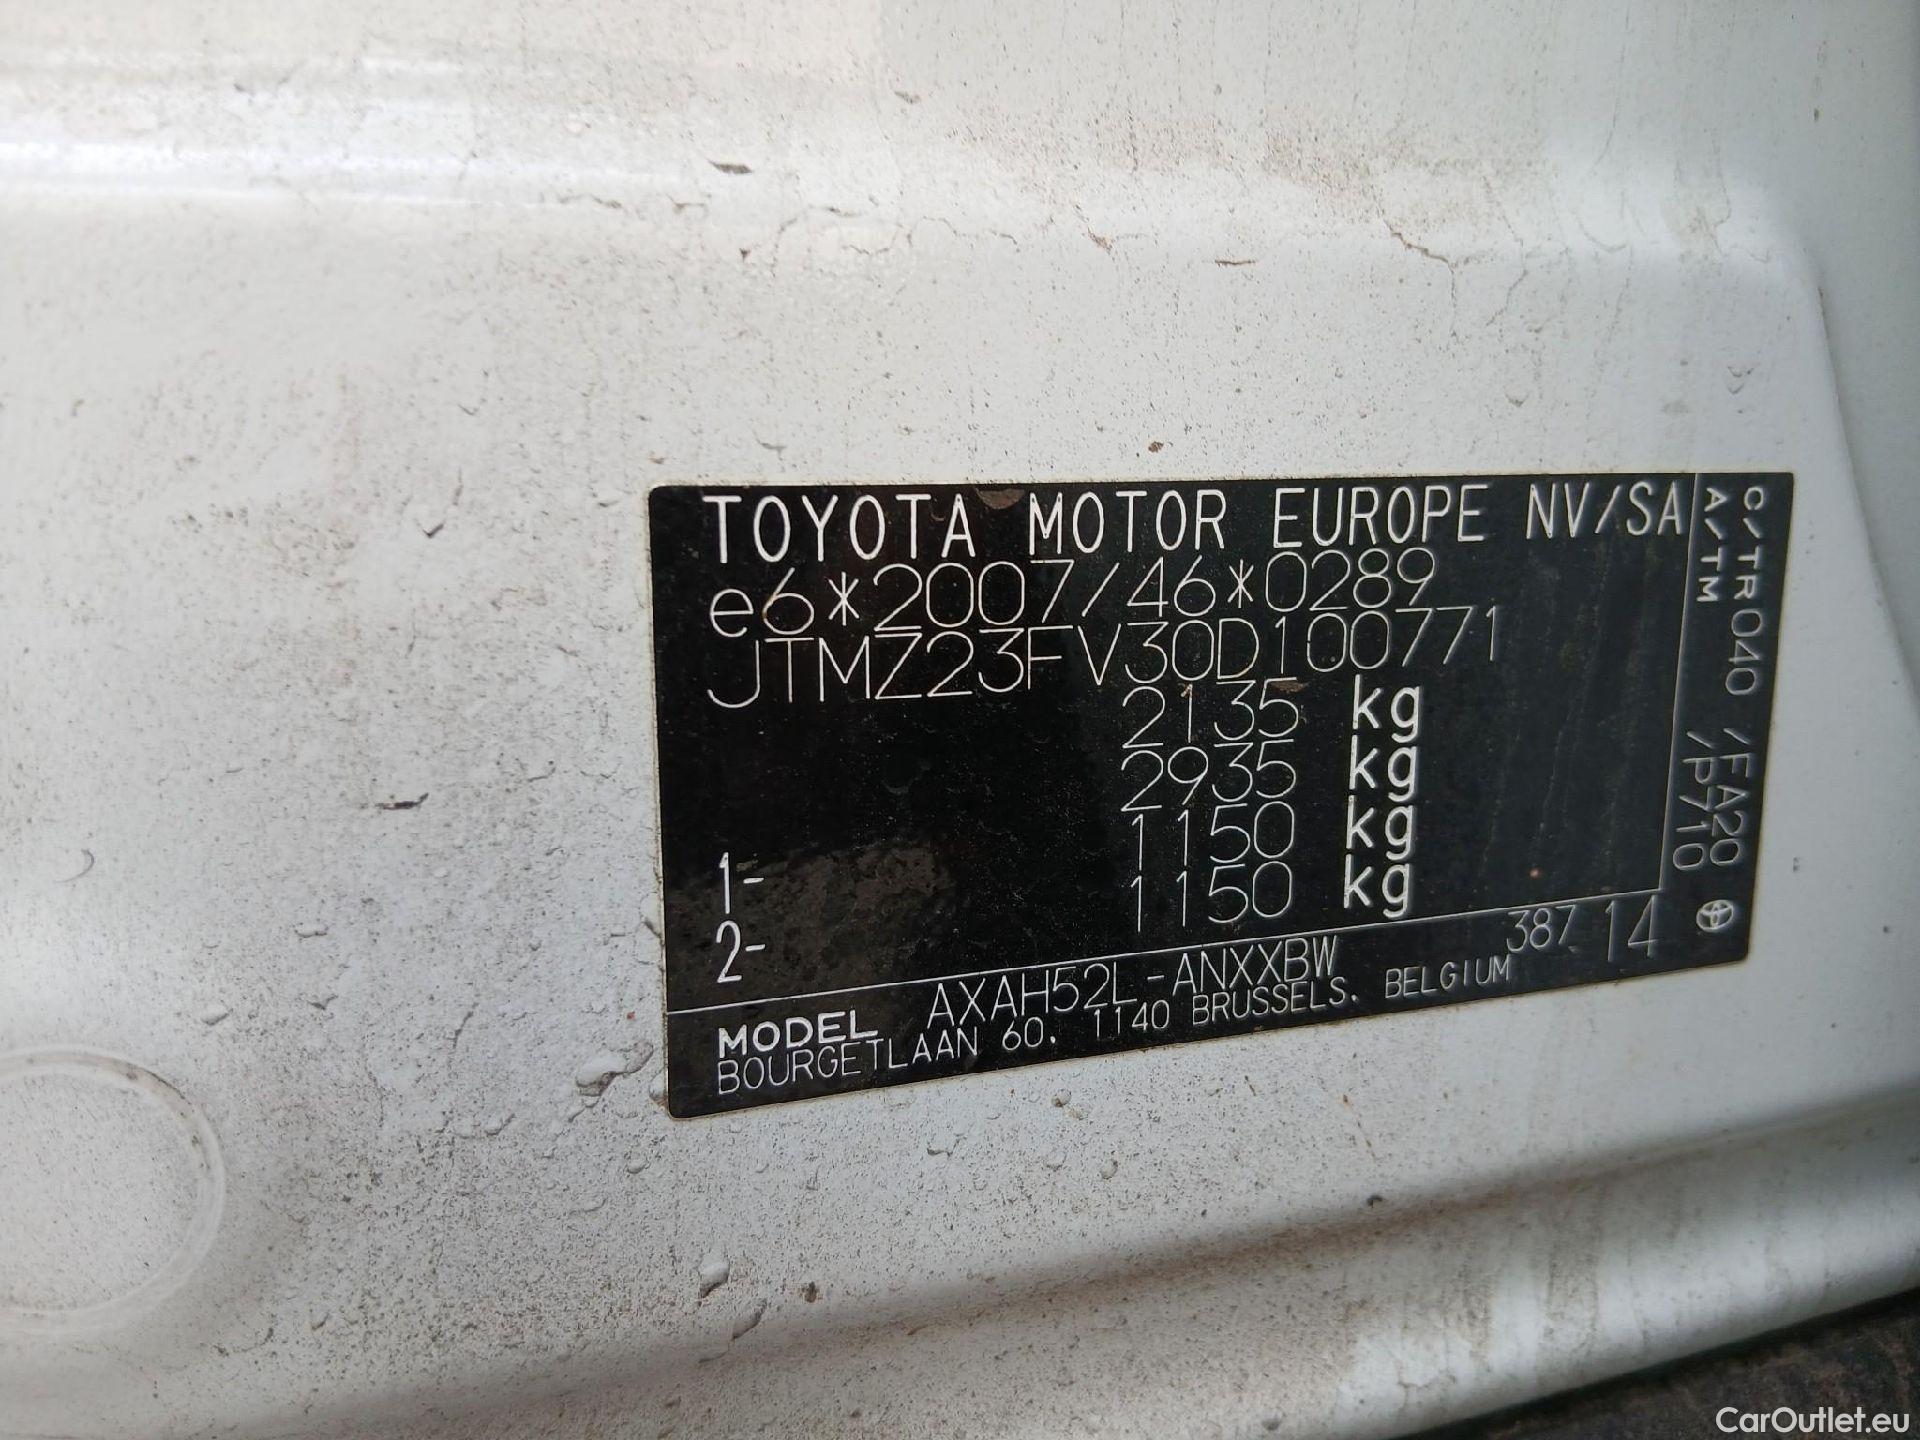 TOYOTA MOTOR EUROPE NV/SA
e6*2007/46*0289
JTMZ23FV30D100771
2135 kg
2935 kg
1- 1150 kg
2- 1150 kg
387 14
MODEL AXAH52L-ANXXBW
BOURGETLAAN 60. 1140 BRUSSELS. BELGIUM
C/TR 040 /FA20
A/TM /P710
CarOutlet.eu